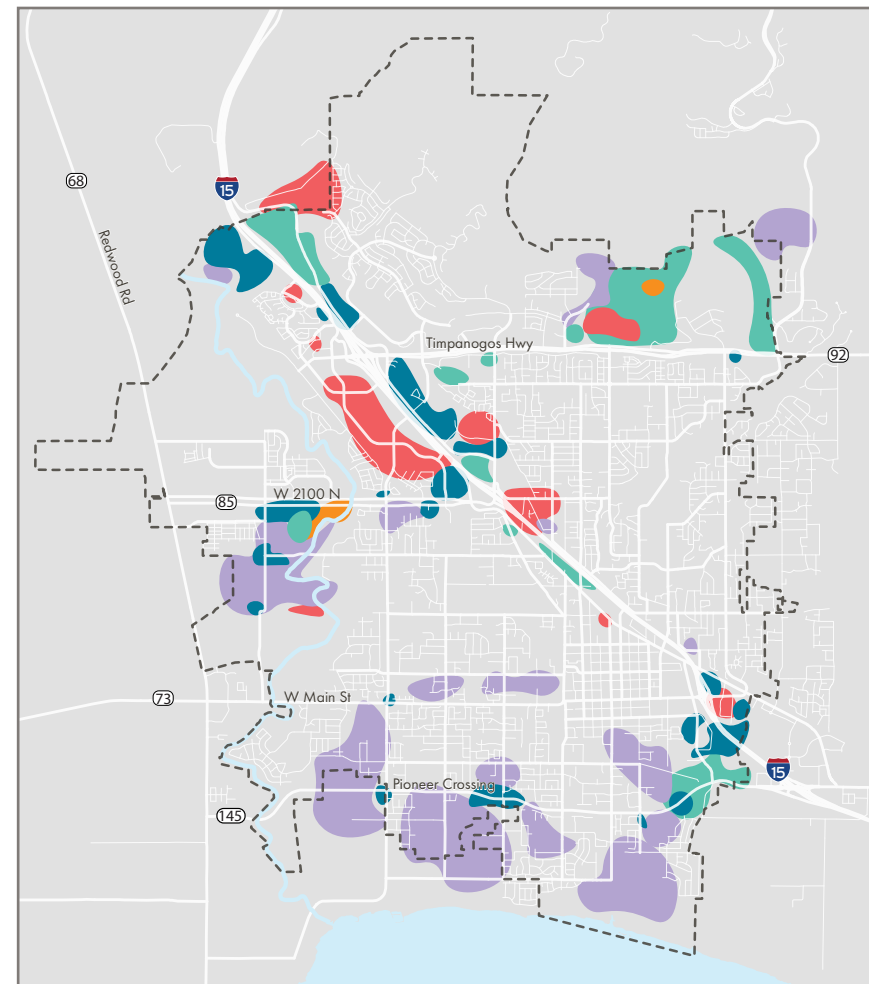 68
15
Redwood Rd
Timpanogos Hwy
92
W 2100 N
85
W Main St
73
15
Pioneer Crossing
145